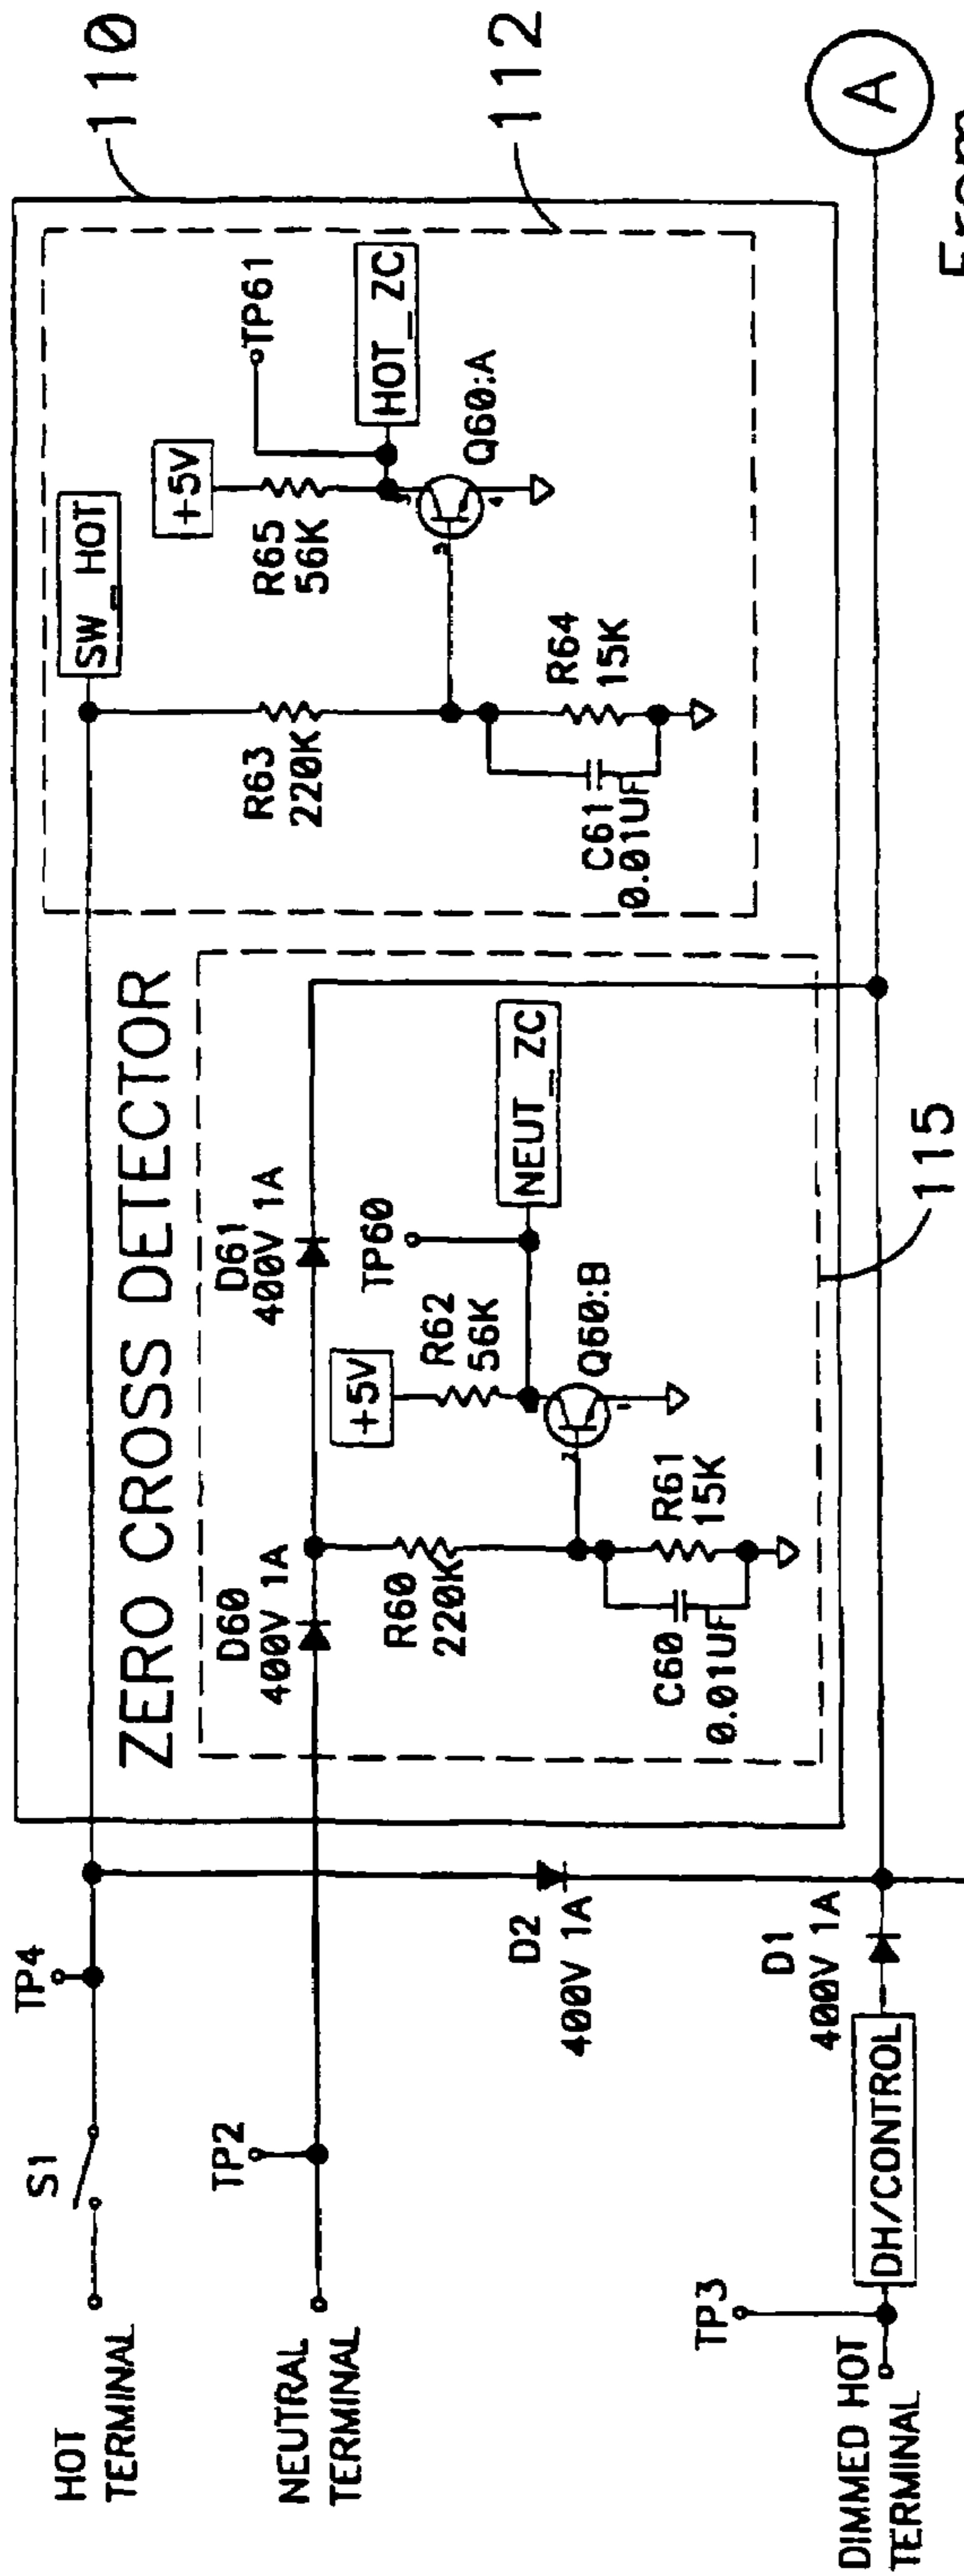 110
112
HOT
TERMINAL
S1
TP4
SW_HOT
ZERO CROSS DETECTOR
+5V
R65
56K
TP61
HOT_ZC
Q60:A
R63
220K
R64
15K
C61
0.01UF
NEUTRAL
TERMINAL
TP2
D60
400V 1A
D61
400V 1A
R60
220K
+5V
R62
56K
TP60
NEUT_ZC
Q60:B
R61
15K
C60
0.01UF
D2
400V 1A
115
TP3
DIMMED HOT
TERMINAL
DH/CONTROL
D1
400V 1A
A